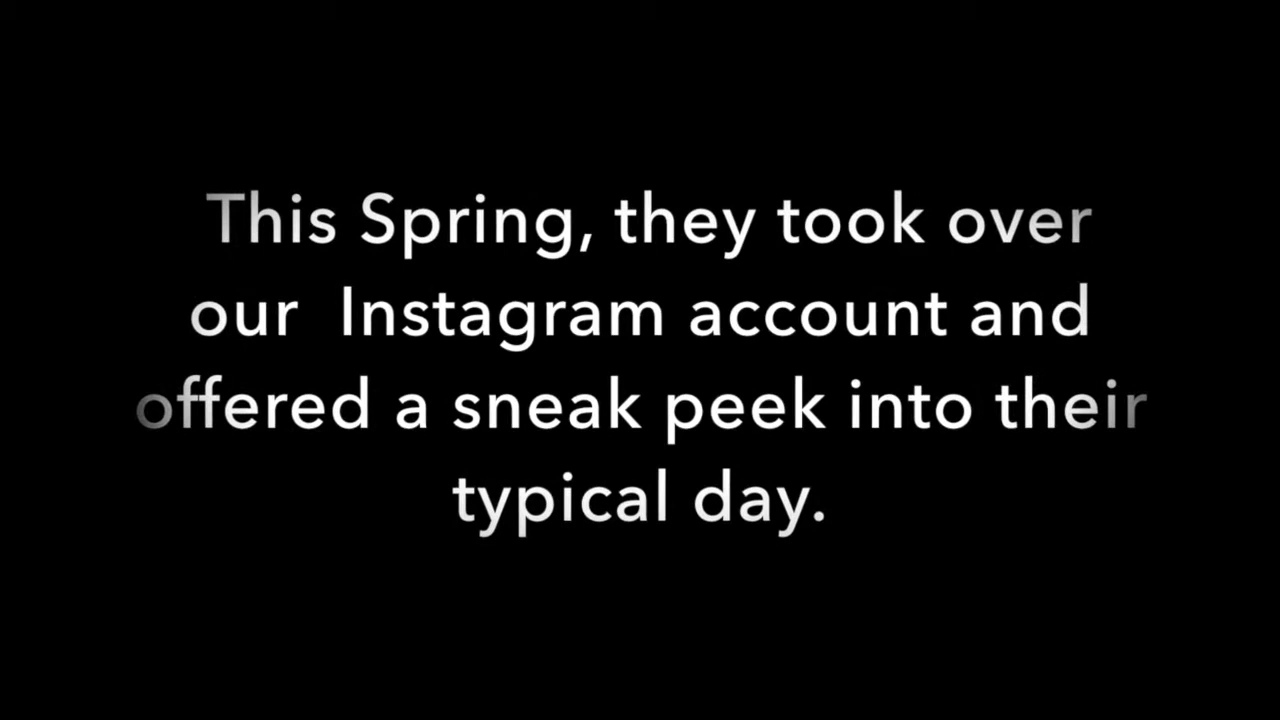 This Spring, they took over
our  Instagram account and
offered a sneak peek into their
typical day.